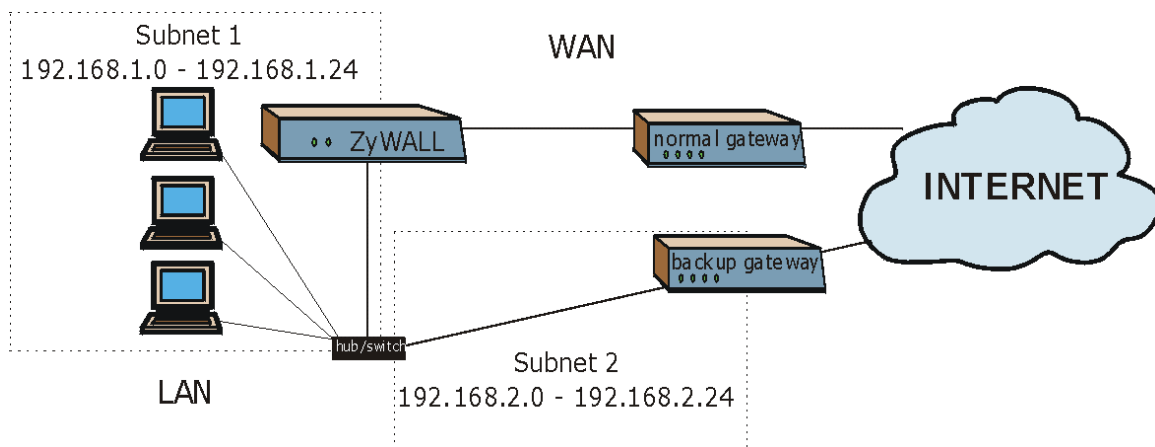 Subnet 1
192.168.1.0 - 192.168.1.24
WAN
ZyWALL
normal gateway
INTERNET
backup gateway
hub/switch
Subnet 2
192.168.2.0 - 192.168.2.24
LAN